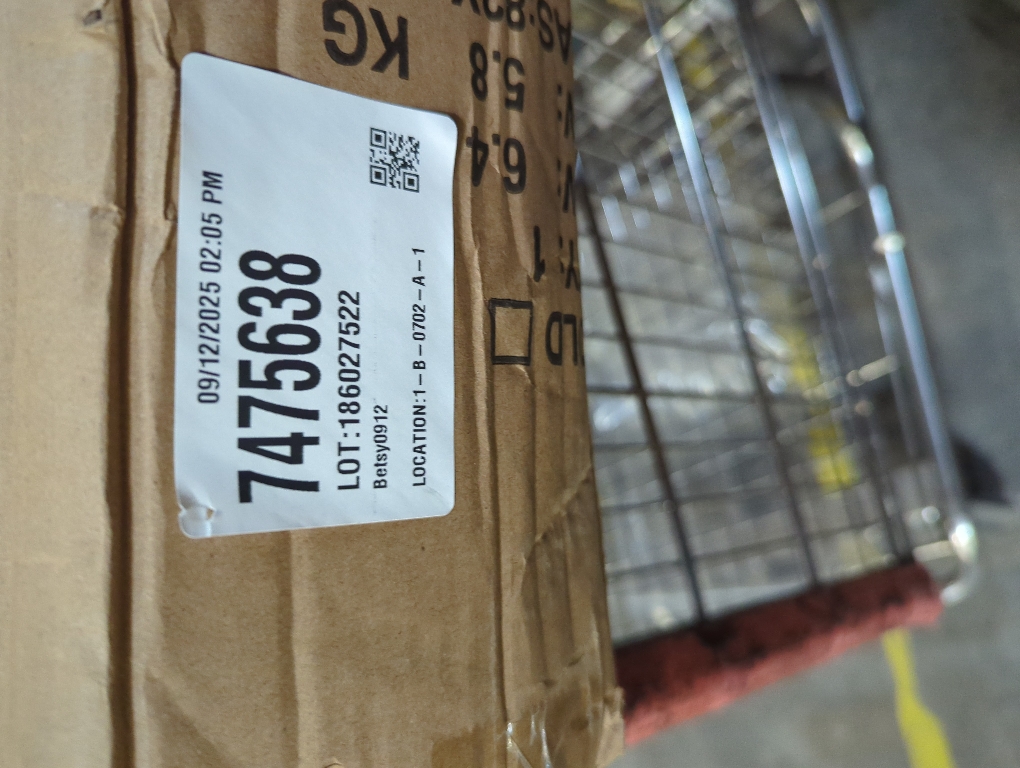 09/12/2025 02:05 PM
7475638
LOT:186027522
Betsy0912
LOCATION:1-B-0702-A-1
KG
5.8
6.4
1